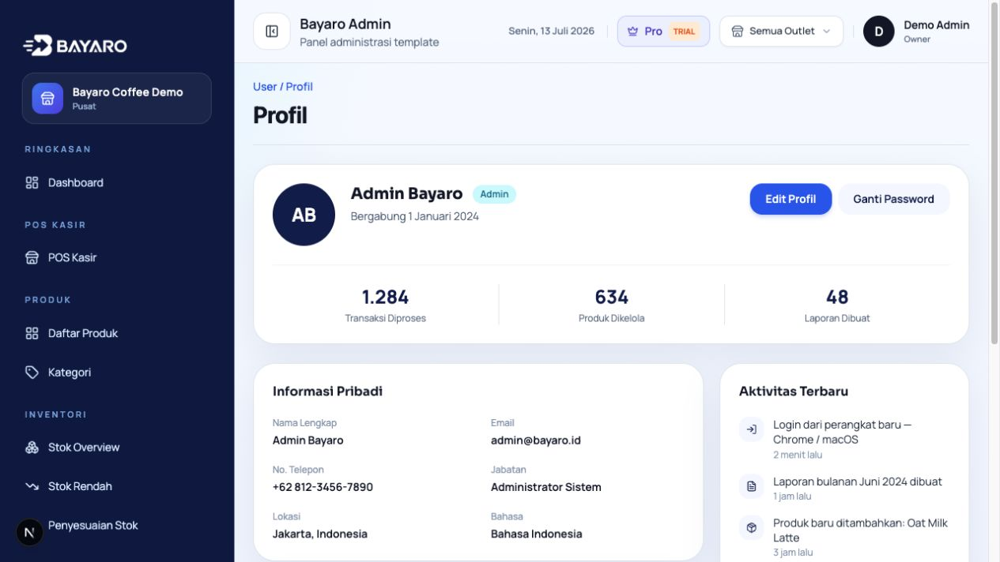 BAYARO
Bayaro Coffee Demo
Pusat
RINGKASAN
Dashboard
POS KASIR
POS Kasir
PRODUK
Daftar Produk
Kategori
INVENTORI
Stok Overview
Stok Rendah
Penyesuaian Stok
N
Bayaro Admin
Panel administrasi template
Senin, 13 Juli 2026
Pro TRIAL
Semua Outlet
D
Demo Admin
Owner
User / Profil
Profil
AB
Admin Bayaro Admin
Bergabung 1 Januari 2024
Edit Profil
Ganti Password
1.284
Transaksi Diproses
634
Produk Dikelola
48
Laporan Dibuat
Informasi Pribadi
Nama Lengkap
Admin Bayaro
Email
admin@bayaro.id
No. Telepon
+62 812-3456-7890
Jabatan
Administrator Sistem
Lokasi
Jakarta, Indonesia
Bahasa
Bahasa Indonesia
Aktivitas Terbaru
Login dari perangkat baru —
Chrome / macOS
2 menit lalu
Laporan bulanan Juni 2024 dibuat
1 jam lalu
Produk baru ditambahkan: Oat Milk
Latte
3 jam lalu